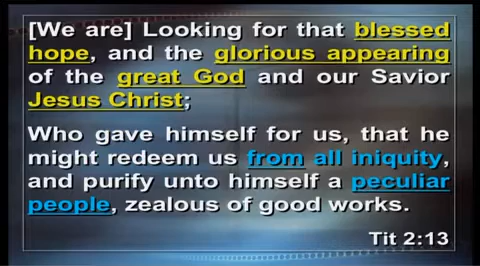 [We are] Looking for that blessed
hope, and the glorious appearing
of the great God and our Savior
Jesus Christ;
Who gave himself for us, that he
might redeem us from all iniquity,
and purify unto himself a peculiar
people, zealous of good works.
Tit 2:13